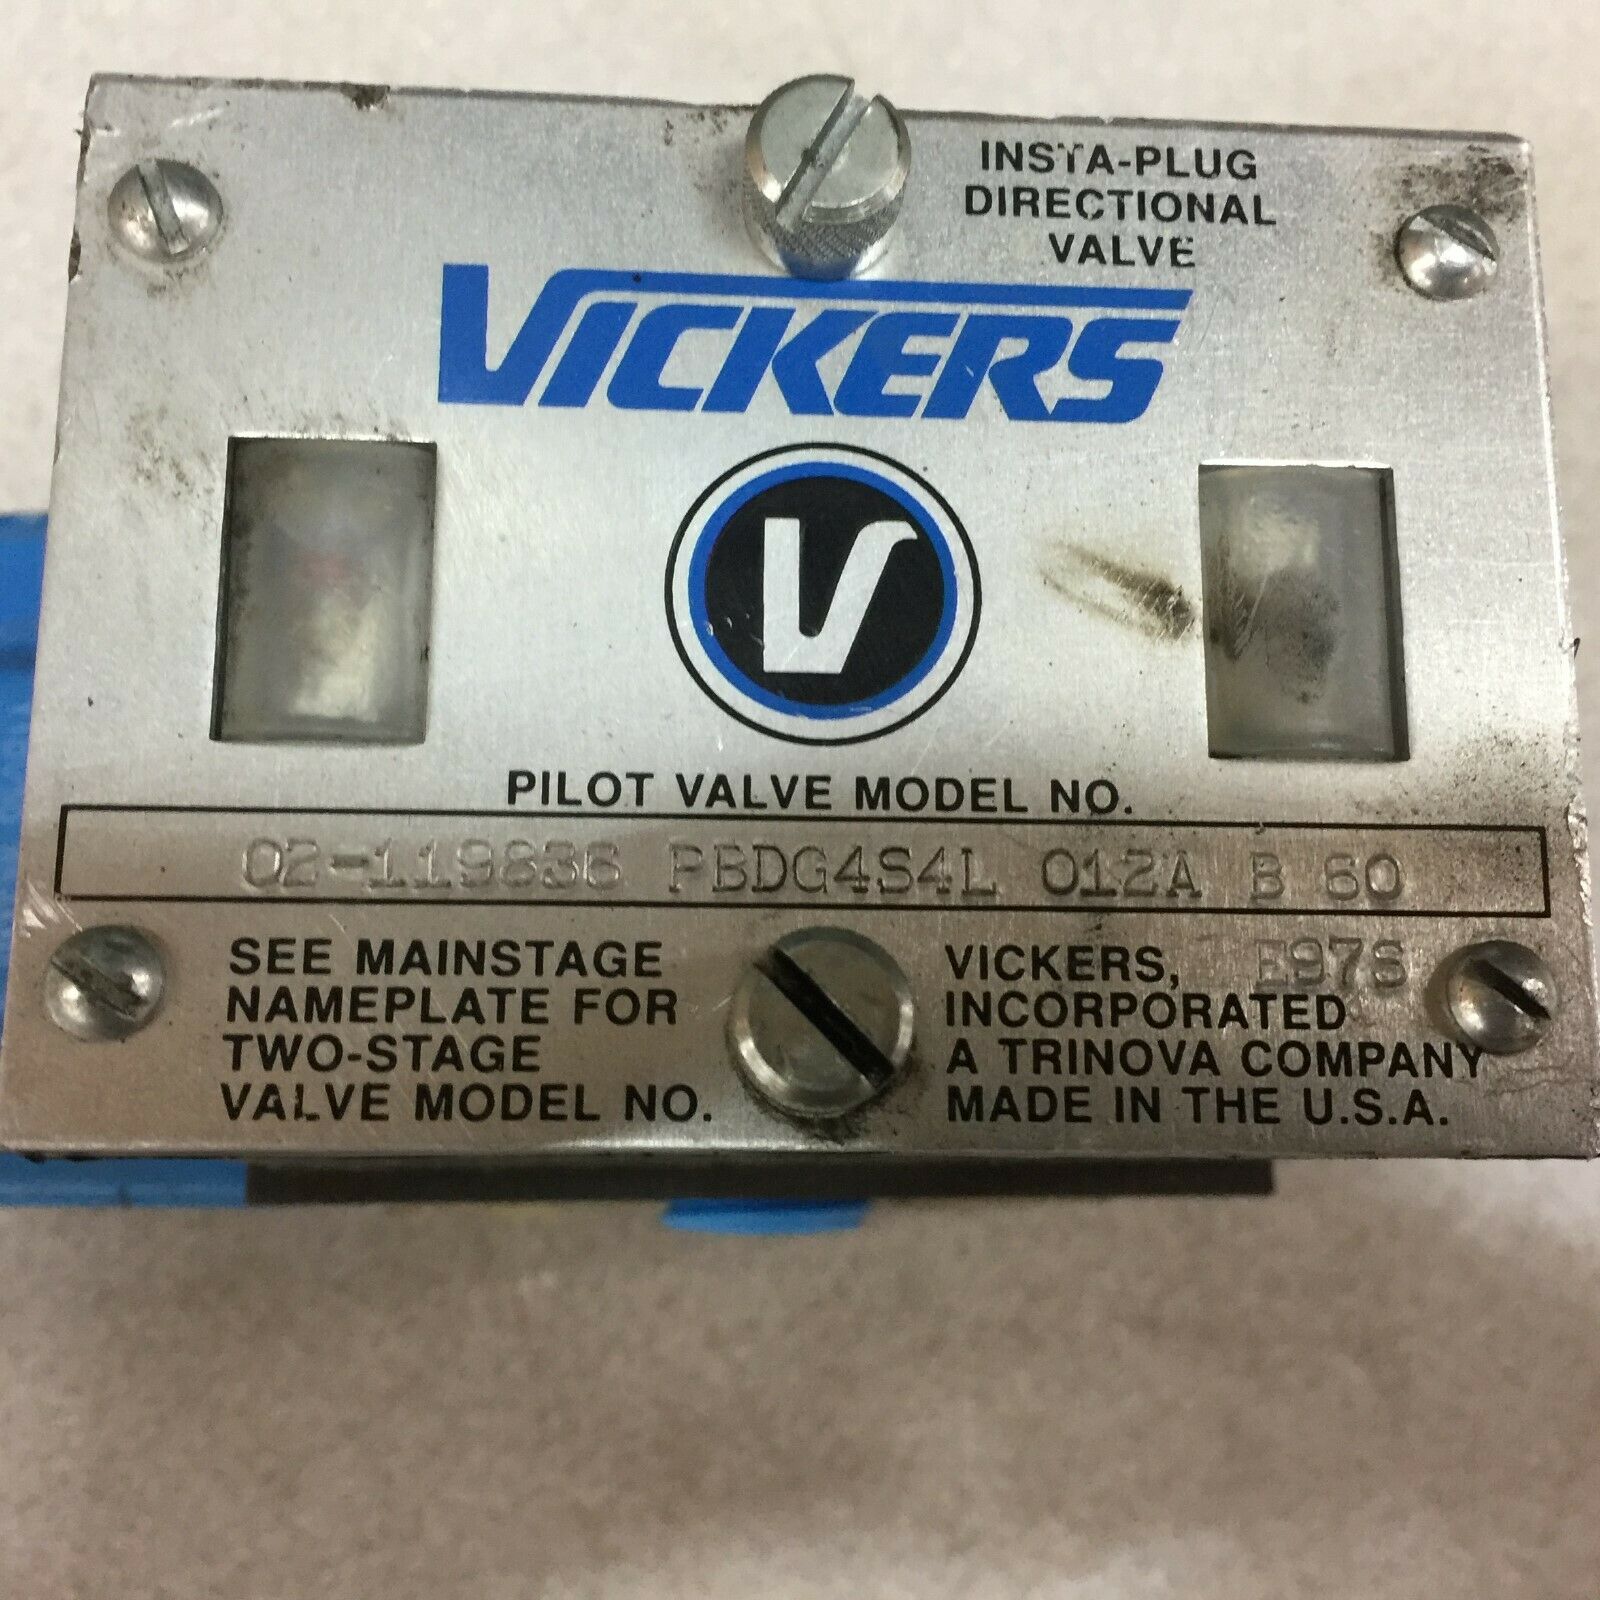 INSTA-PLUG
DIRECTIONAL
VALVE
VICKERS
V
PILOT VALVE MODEL NO.
02-119836 PBDG4S4L 012A B 60
SEE MAINSTAGE
NAMEPLATE FOR
TWO-STAGE
VALVE MODEL NO.
VICKERS, E97S
INCORPORATED
A TRINOVA COMPANY
MADE IN THE U.S.A.